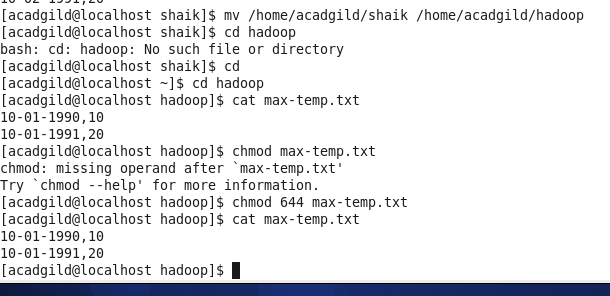 10-02-1991,20
[acadgild@localhost shaik]$ mv /home/acadgild/shaik /home/acadgild/hadoop
[acadgild@localhost shaik]$ cd hadoop
bash: cd: hadoop: No such file or directory
[acadgild@localhost shaik]$ cd
[acadgild@localhost ~]$ cd hadoop
[acadgild@localhost hadoop]$ cat max-temp.txt
10-01-1990,10
10-01-1991,20
[acadgild@localhost hadoop]$ chmod max-temp.txt
chmod: missing operand after `max-temp.txt'
Try `chmod --help' for more information.
[acadgild@localhost hadoop]$ chmod 644 max-temp.txt
[acadgild@localhost hadoop]$ cat max-temp.txt
10-01-1990,10
10-01-1991,20
[acadgild@localhost hadoop]$